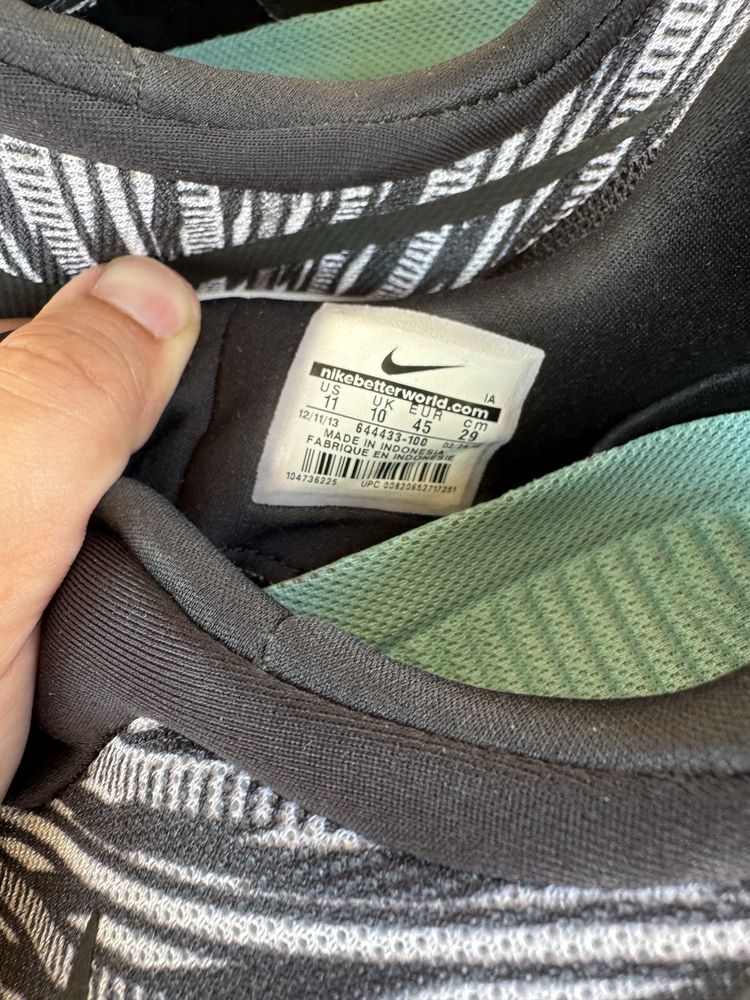 IA
nikebetterworld.com
US UK EUR cm
11 10 45 29
12/11/13 644433-100
MADE IN INDONESIA
FABRIQUE EN INDONESIE
104736225 UPC